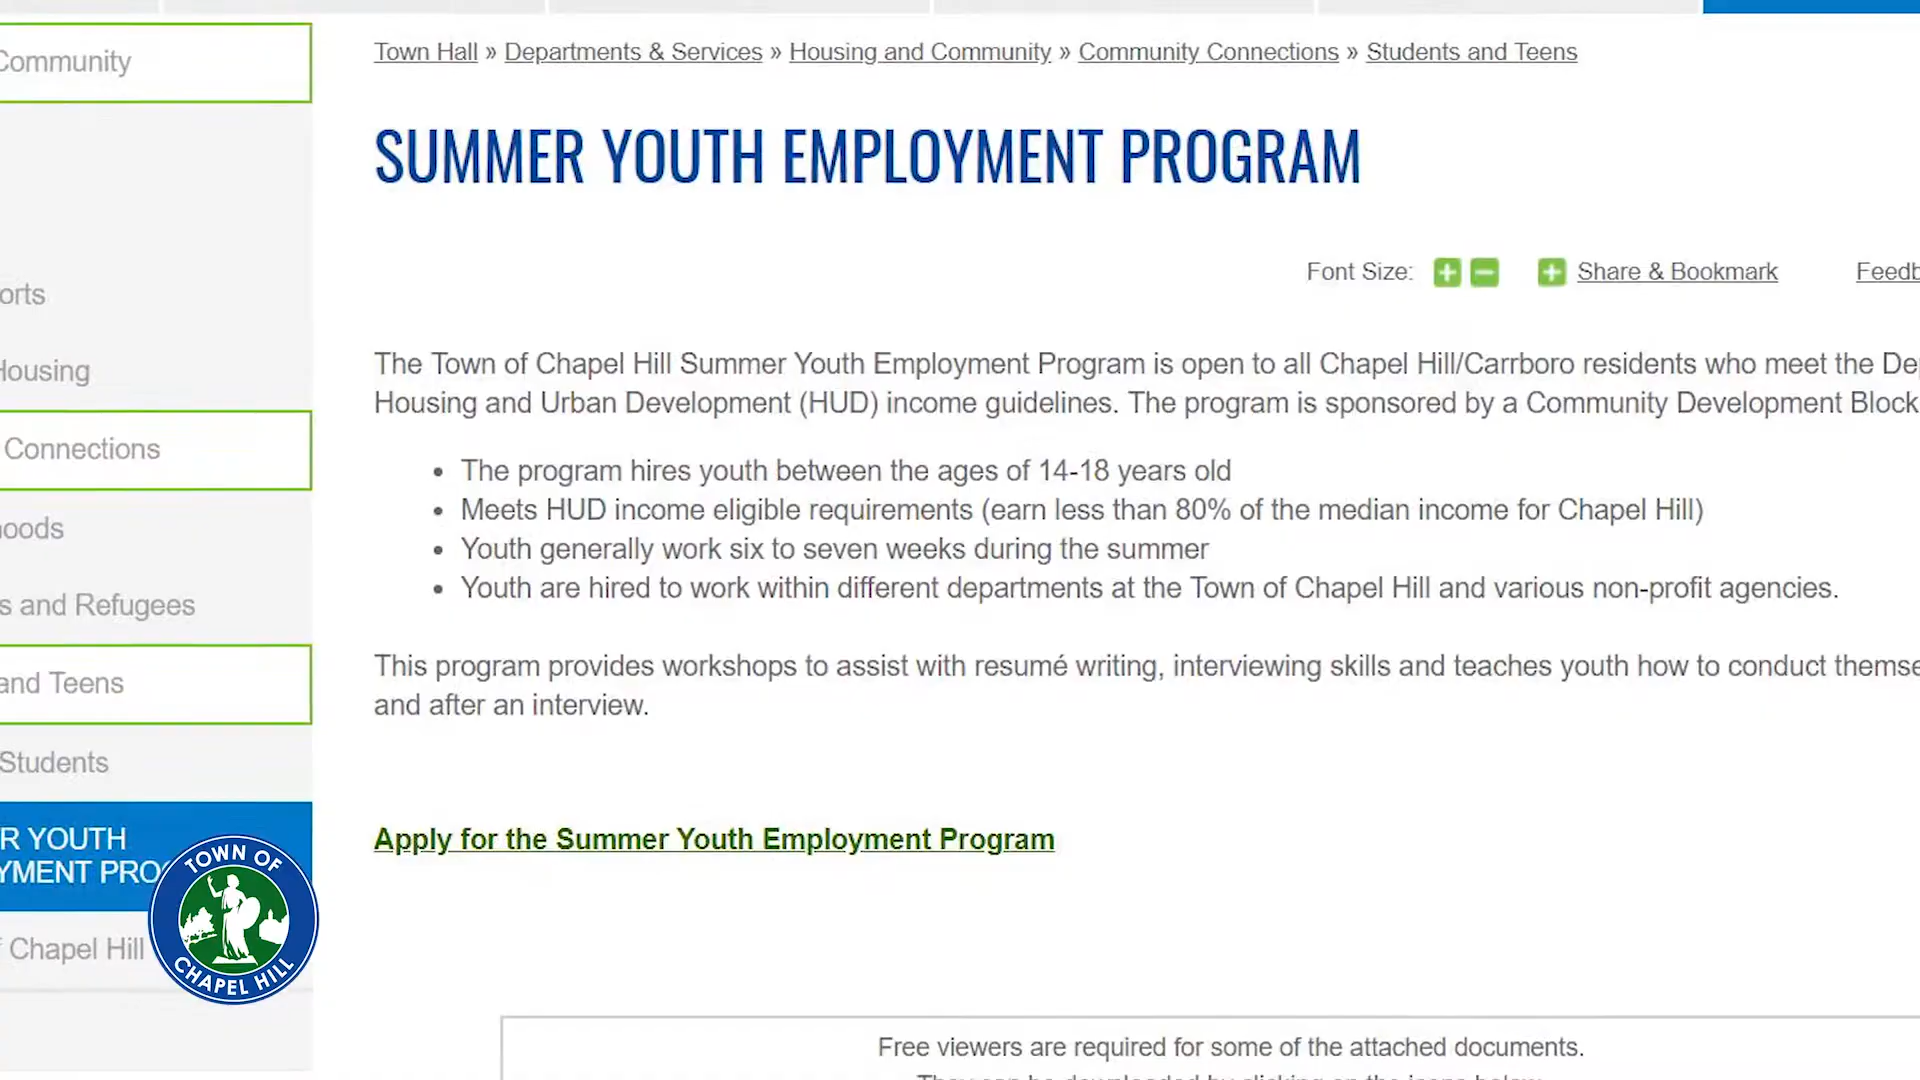 Town Hall » Departments & Services » Housing and Community » Community Connections » Students and Teens
SUMMER YOUTH EMPLOYMENT PROGRAM
Font Size: Share & Bookmark
The Town of Chapel Hill Summer Youth Employment Program is open to all Chapel Hill/Carrboro residents who meet the
Housing and Urban Development (HUD) income guidelines. The program is sponsored by a Community Development Block
• The program hires youth between the ages of 14-18 years old
• Meets HUD income eligible requirements (earn less than 80% of the median income for Chapel Hill)
• Youth generally work six to seven weeks during the summer
• Youth are hired to work within different departments at the Town of Chapel Hill and various non-profit agencies.
This program provides workshops to assist with resumé writing, interviewing skills and teaches youth how to conduct
and after an interview.
Apply for the Summer Youth Employment Program
Free viewers are required for some of the attached documents.
Community
Housing
Connections
and Refugees
and Teens
Students
YOUTH
Chapel Hill
TOWN OF
CHAPEL HILL